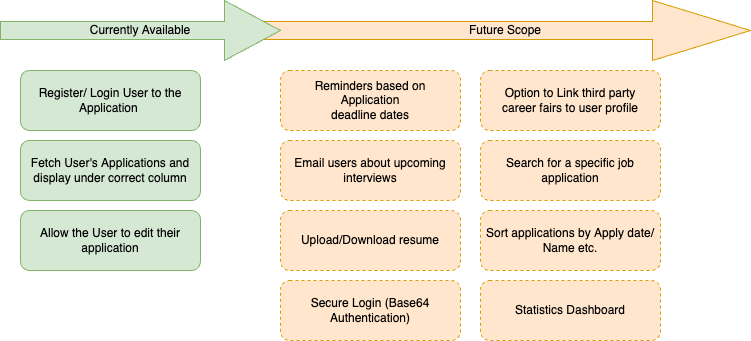 Currently Available
Future Scope
Register/ Login User to the
Application
Fetch User's Applications and
display under correct column
Allow the User to edit their
application
Reminders based on
Application
deadline dates
Email users about upcoming
interviews
Upload/Download resume
Secure Login (Base64
Authentication)
Option to Link third party
career fairs to user profile
Search for a specific job
application
Sort applications by Apply date/
Name etc.
Statistics Dashboard